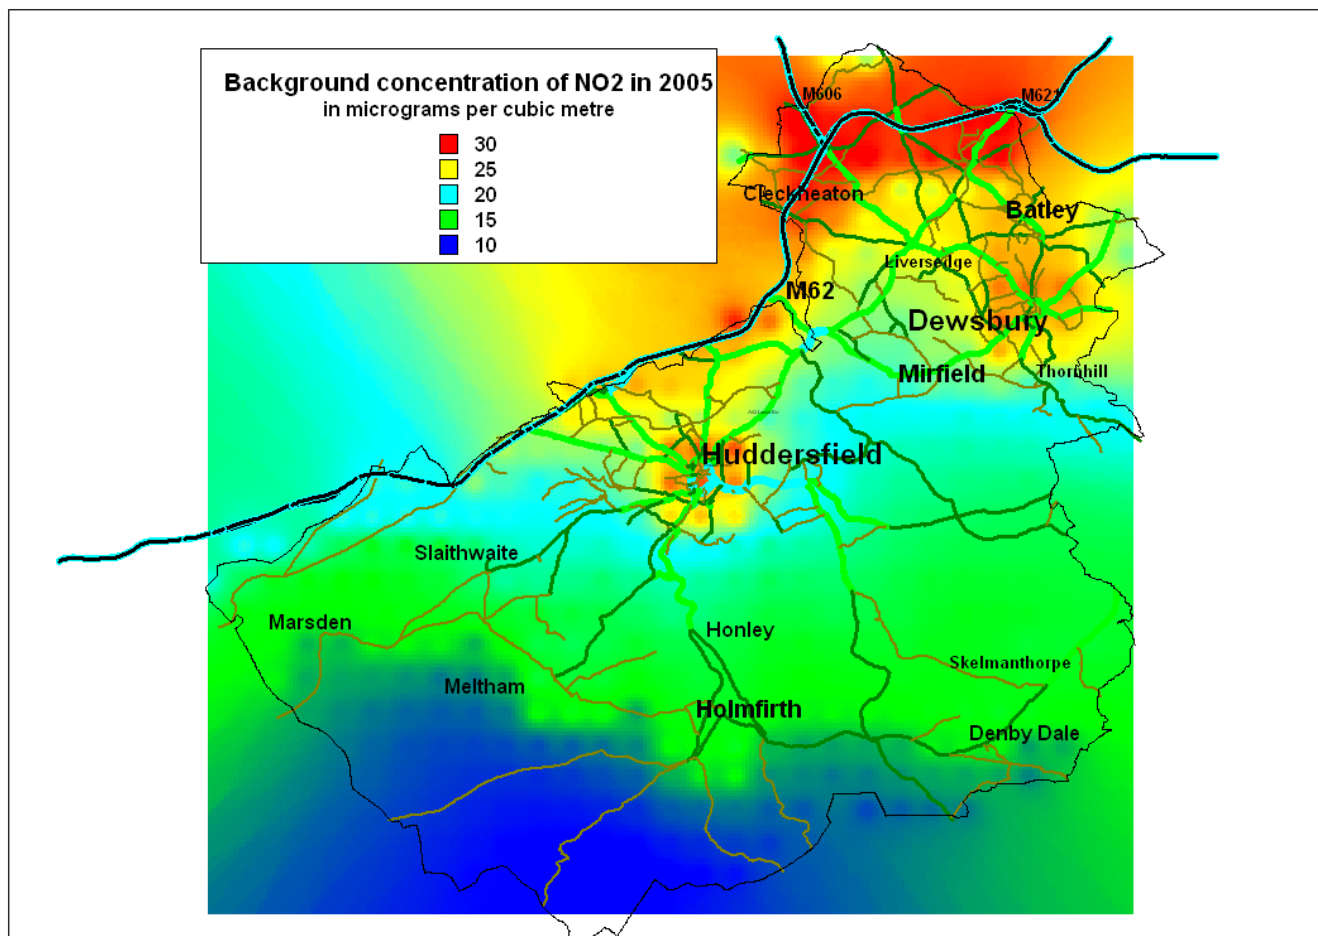 Background concentration of NO2 in 2005
in micrograms per cubic metre
30
25
20
15
10
M606
M621
Cleckheaton
Batley
Liversedge
M62
Dewsbury
Mirfield
Thornhill
Huddersfield
Slaithwaite
Marsden
Honley
Skelmanthorpe
Meltham
Holmfirth
Denby Dale